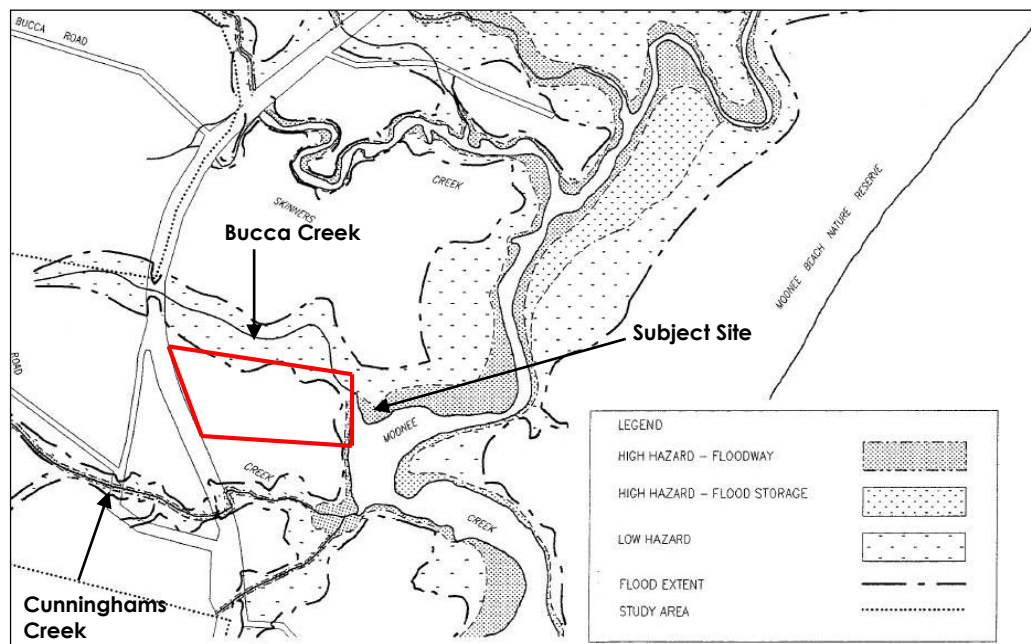 BUCCA
ROAD
CREEK
SKINNERS
Bucca Creek
MOONEE BEACH NATURE RESERVE
Subject Site
ROAD
MOONEE
CREEK
CREEK
Cunninghams
Creek
LEGEND
HIGH HAZARD – FLOODWAY
HIGH HAZARD – FLOOD STORAGE
LOW HAZARD
FLOOD EXTENT
STUDY AREA